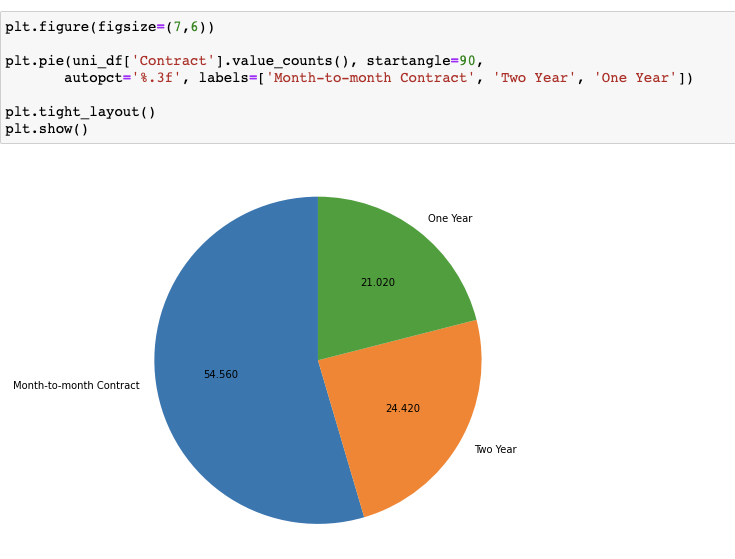 plt.figure(figsize=(7,6))
plt.pie(uni_df['Contract'].value_counts(), startangle=90,
autopct='%.3f', labels=['Month-to-month Contract', 'Two Year', 'One Year'])
plt.tight_layout()
plt.show()
One Year
21.020
54.560
Month-to-month Contract
24.420
Two Year